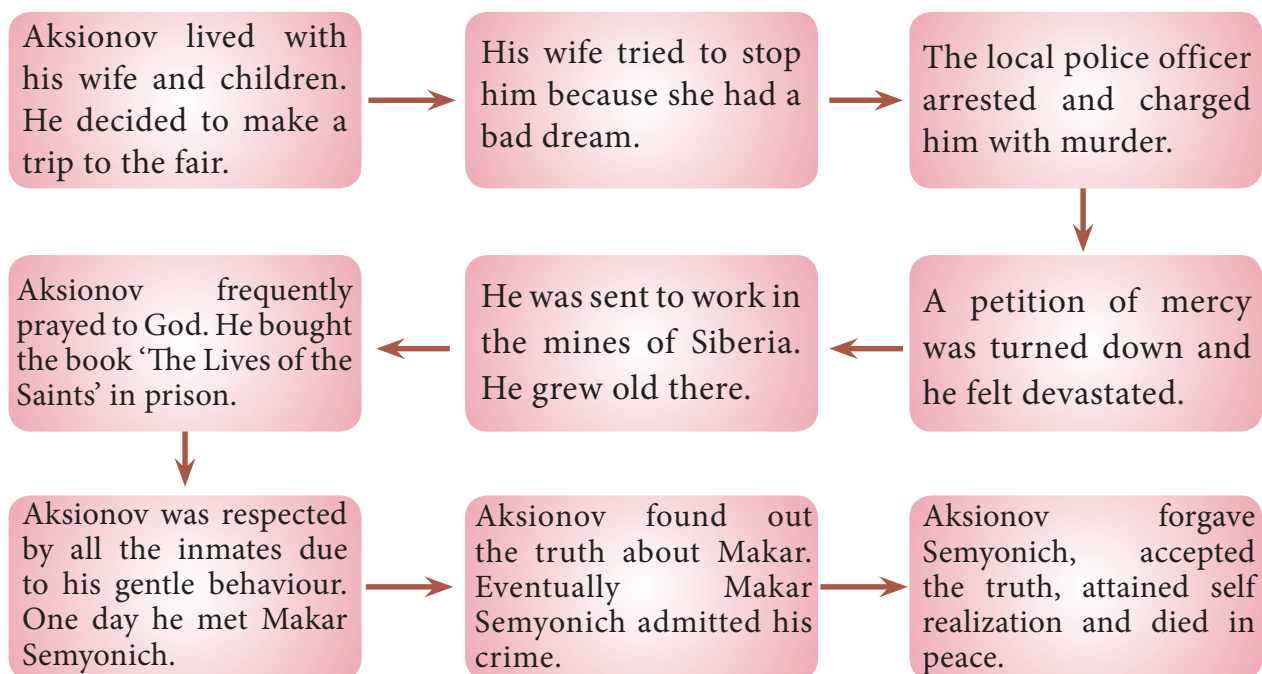 Aksionov lived with
his wife and children.
He decided to make a
trip to the fair.
His wife tried to stop
him because she had a
bad dream.
The local police officer
arrested and charged
him with murder.
A petition of mercy
was turned down and
he felt devastated.
He was sent to work in
the mines of Siberia.
He grew old there.
Aksionov frequently
prayed to God. He bought
the book ‘The Lives of the
Saints’ in prison.
Aksionov was respected
by all the inmates due
to his gentle behaviour.
One day he met Makar
Semyonich.
Aksionov found out
the truth about Makar.
Eventually Makar
Semyonich admitted his
crime.
Aksionov forgave
Semyonich, accepted
the truth, attained self
realization and died in
peace.